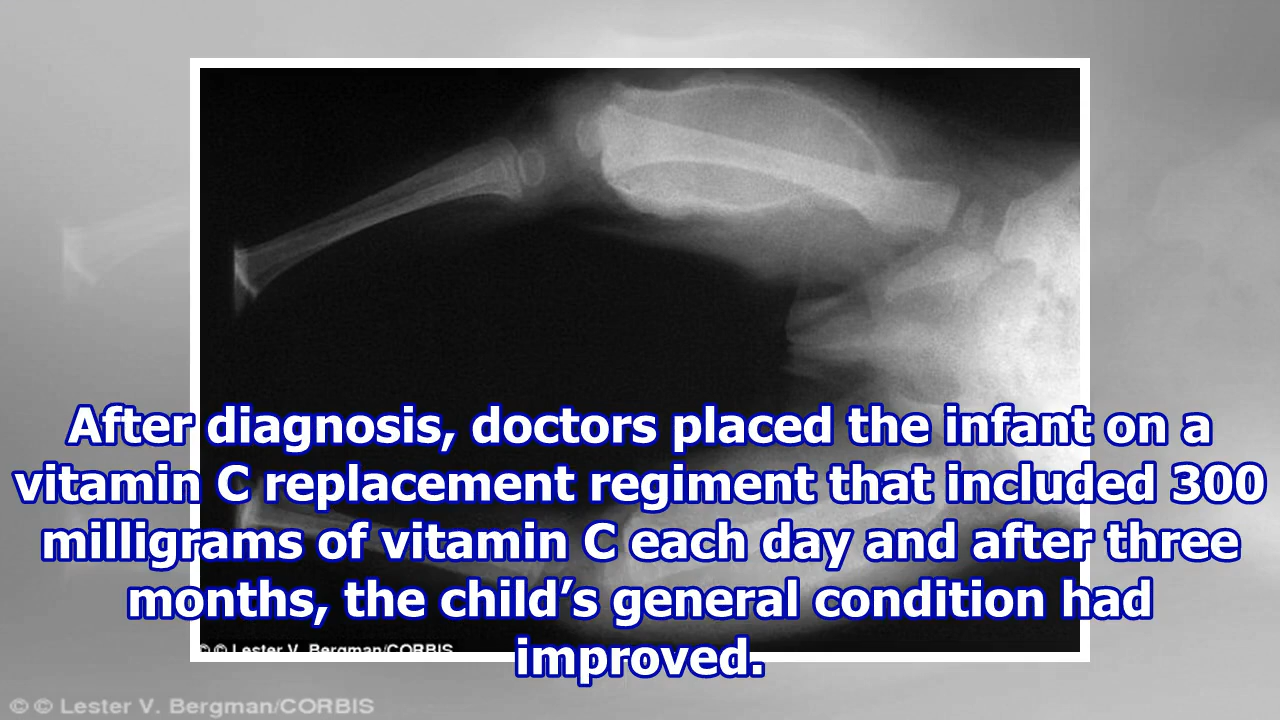 After diagnosis, doctors placed the infant on a
vitamin C replacement regiment that included 300
milligrams of vitamin C each day and after three
months, the child’s general condition had
improved.
© © Lester V. Bergman/CORBIS
© © Lester V. Bergman/CORBIS